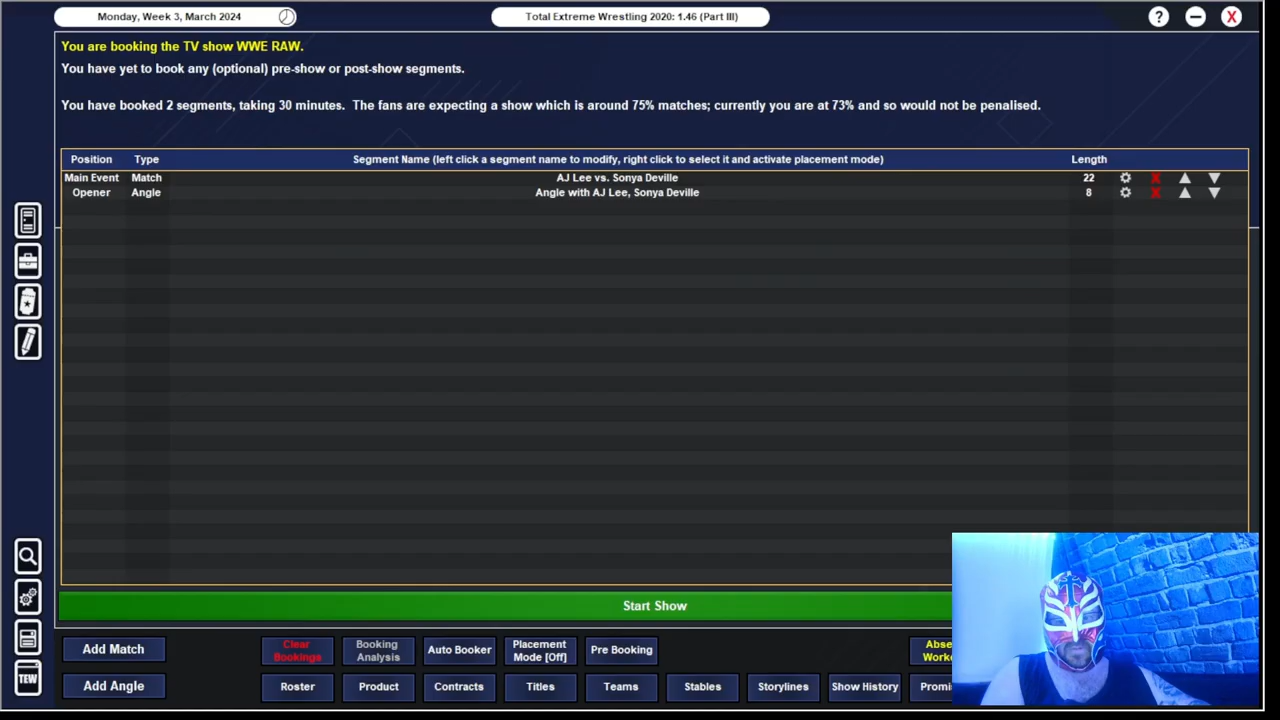 Monday, Week 3, March 2024
Total Extreme Wrestling 2020: 1.46 (Part III)
?
X
You are booking the TV show WWE RAW.
You have yet to book any (optional) pre-show or post-show segments.
You have booked 2 segments, taking 30 minutes. The fans are expecting a show which is around 75% matches; currently you are at 73% and so would not be penalised.
Position Type Segment Name (left click a segment name to modify, right click to select it and activate placement mode) Length
Main Event Match AJ Lee vs. Sonya Deville 22 X
Opener Angle Angle with AJ Lee, Sonya Deville 8 X
Start Show
Add Match
Clear Bookings
Booking Analysis
Auto Booker
Placement Mode [Off]
Pre Booking
TEW
Add Angle
Roster
Product
Contracts
Titles
Teams
Stables
Storylines
Show History